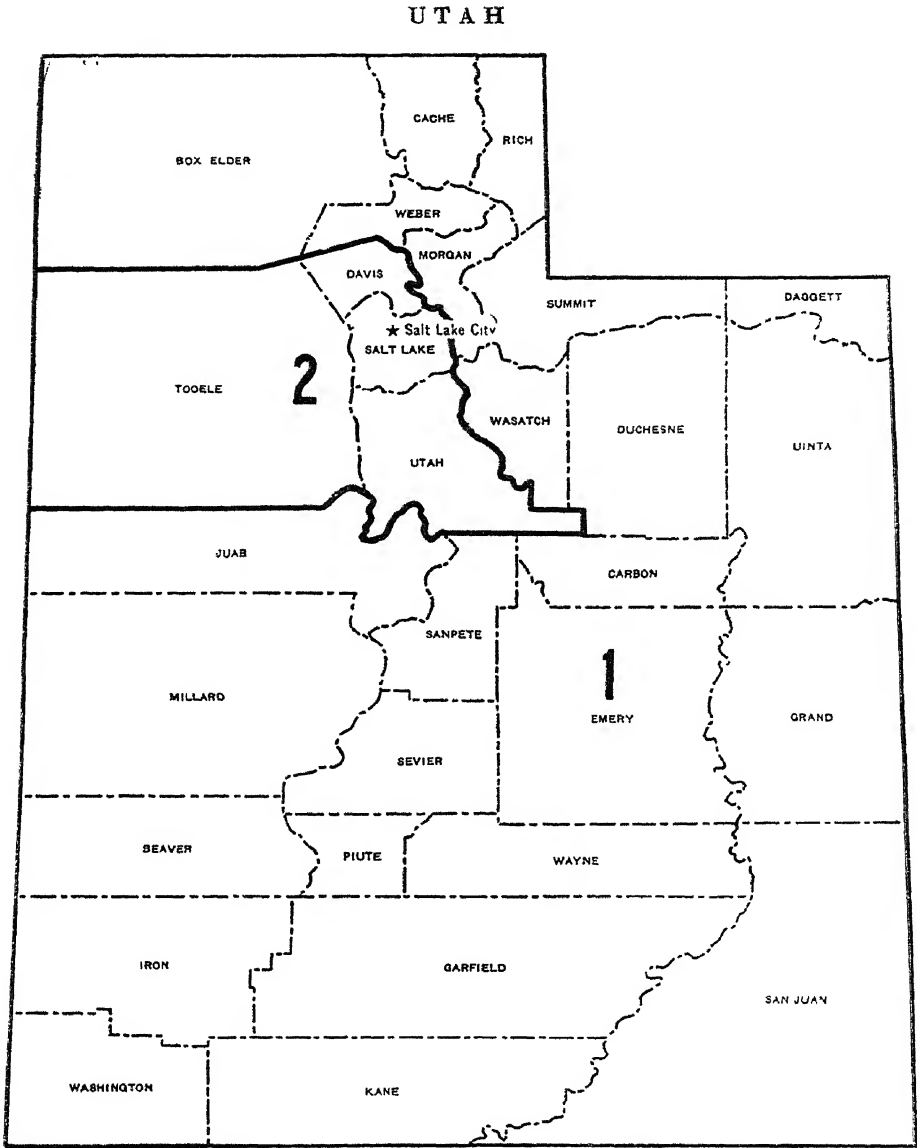 UTAH
CACHE
RICH
BOX ELDER
WEBER
MORGAN
DAVIS
SUMMIT
DAGGETT
★ Salt Lake City
SALT LAKE
2
TOOELE
WASATCH
DUCHESNE
UINTA
UTAH
JUAB
CARBON
SANPETE
1
MILLARD
EMERY
GRAND
SEVIER
BEAVER
PIUTE
WAYNE
IRON
GARFIELD
SAN JUAN
WASHINGTON
KANE